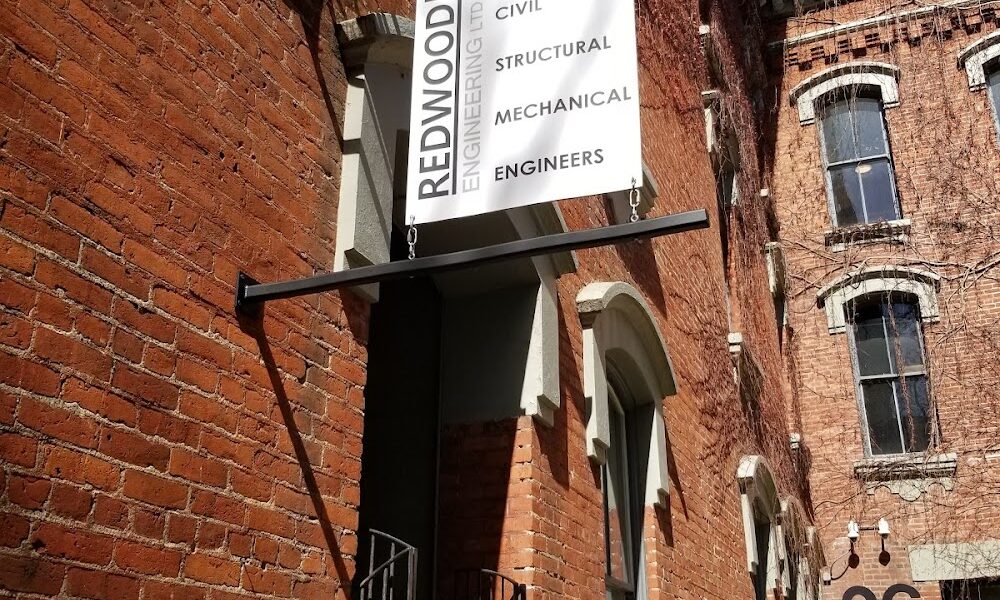 REDWOOD
ENGINEERING LTD
CIVIL
STRUCTURAL
MECHANICAL
ENGINEERS